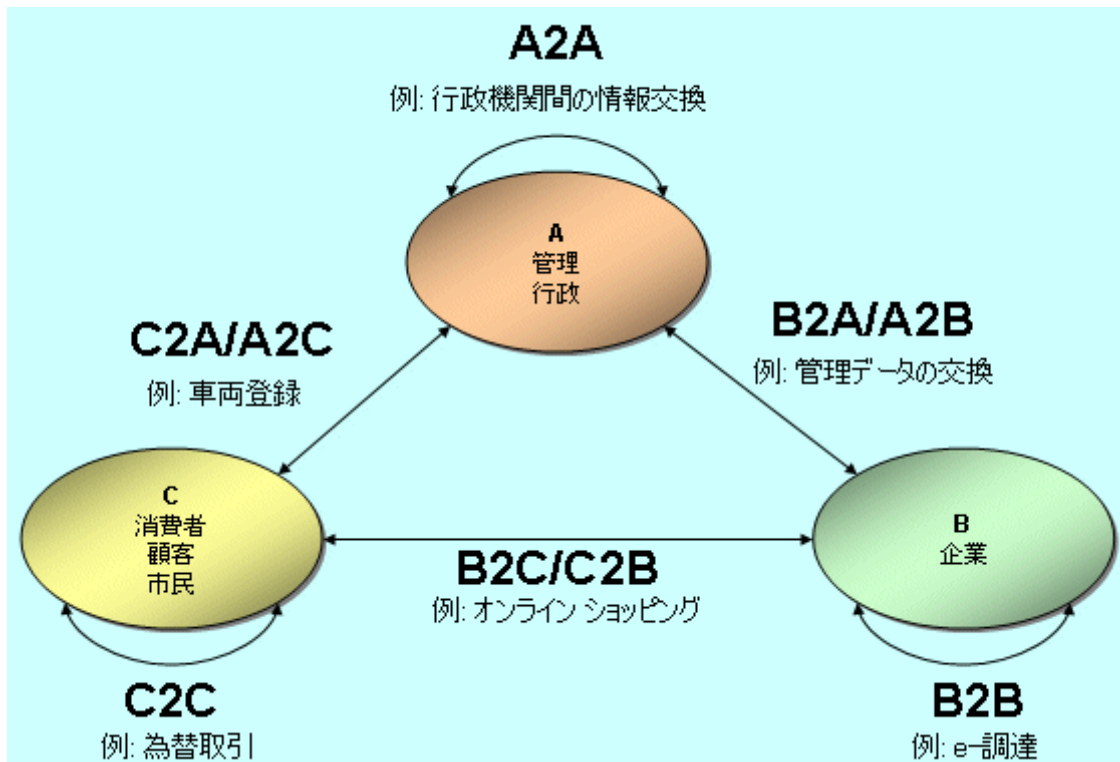 A2A
例: 行政機関間の情報交換
A
管理
行政
C2A/A2C
例: 車両登録
B2A/A2B
例: 管理データの交換
C
消費者
顧客
市民
B
企業
B2C/C2B
例: オンライン ショッピング
C2C
例: 為替取引
B2B
例: e-調達